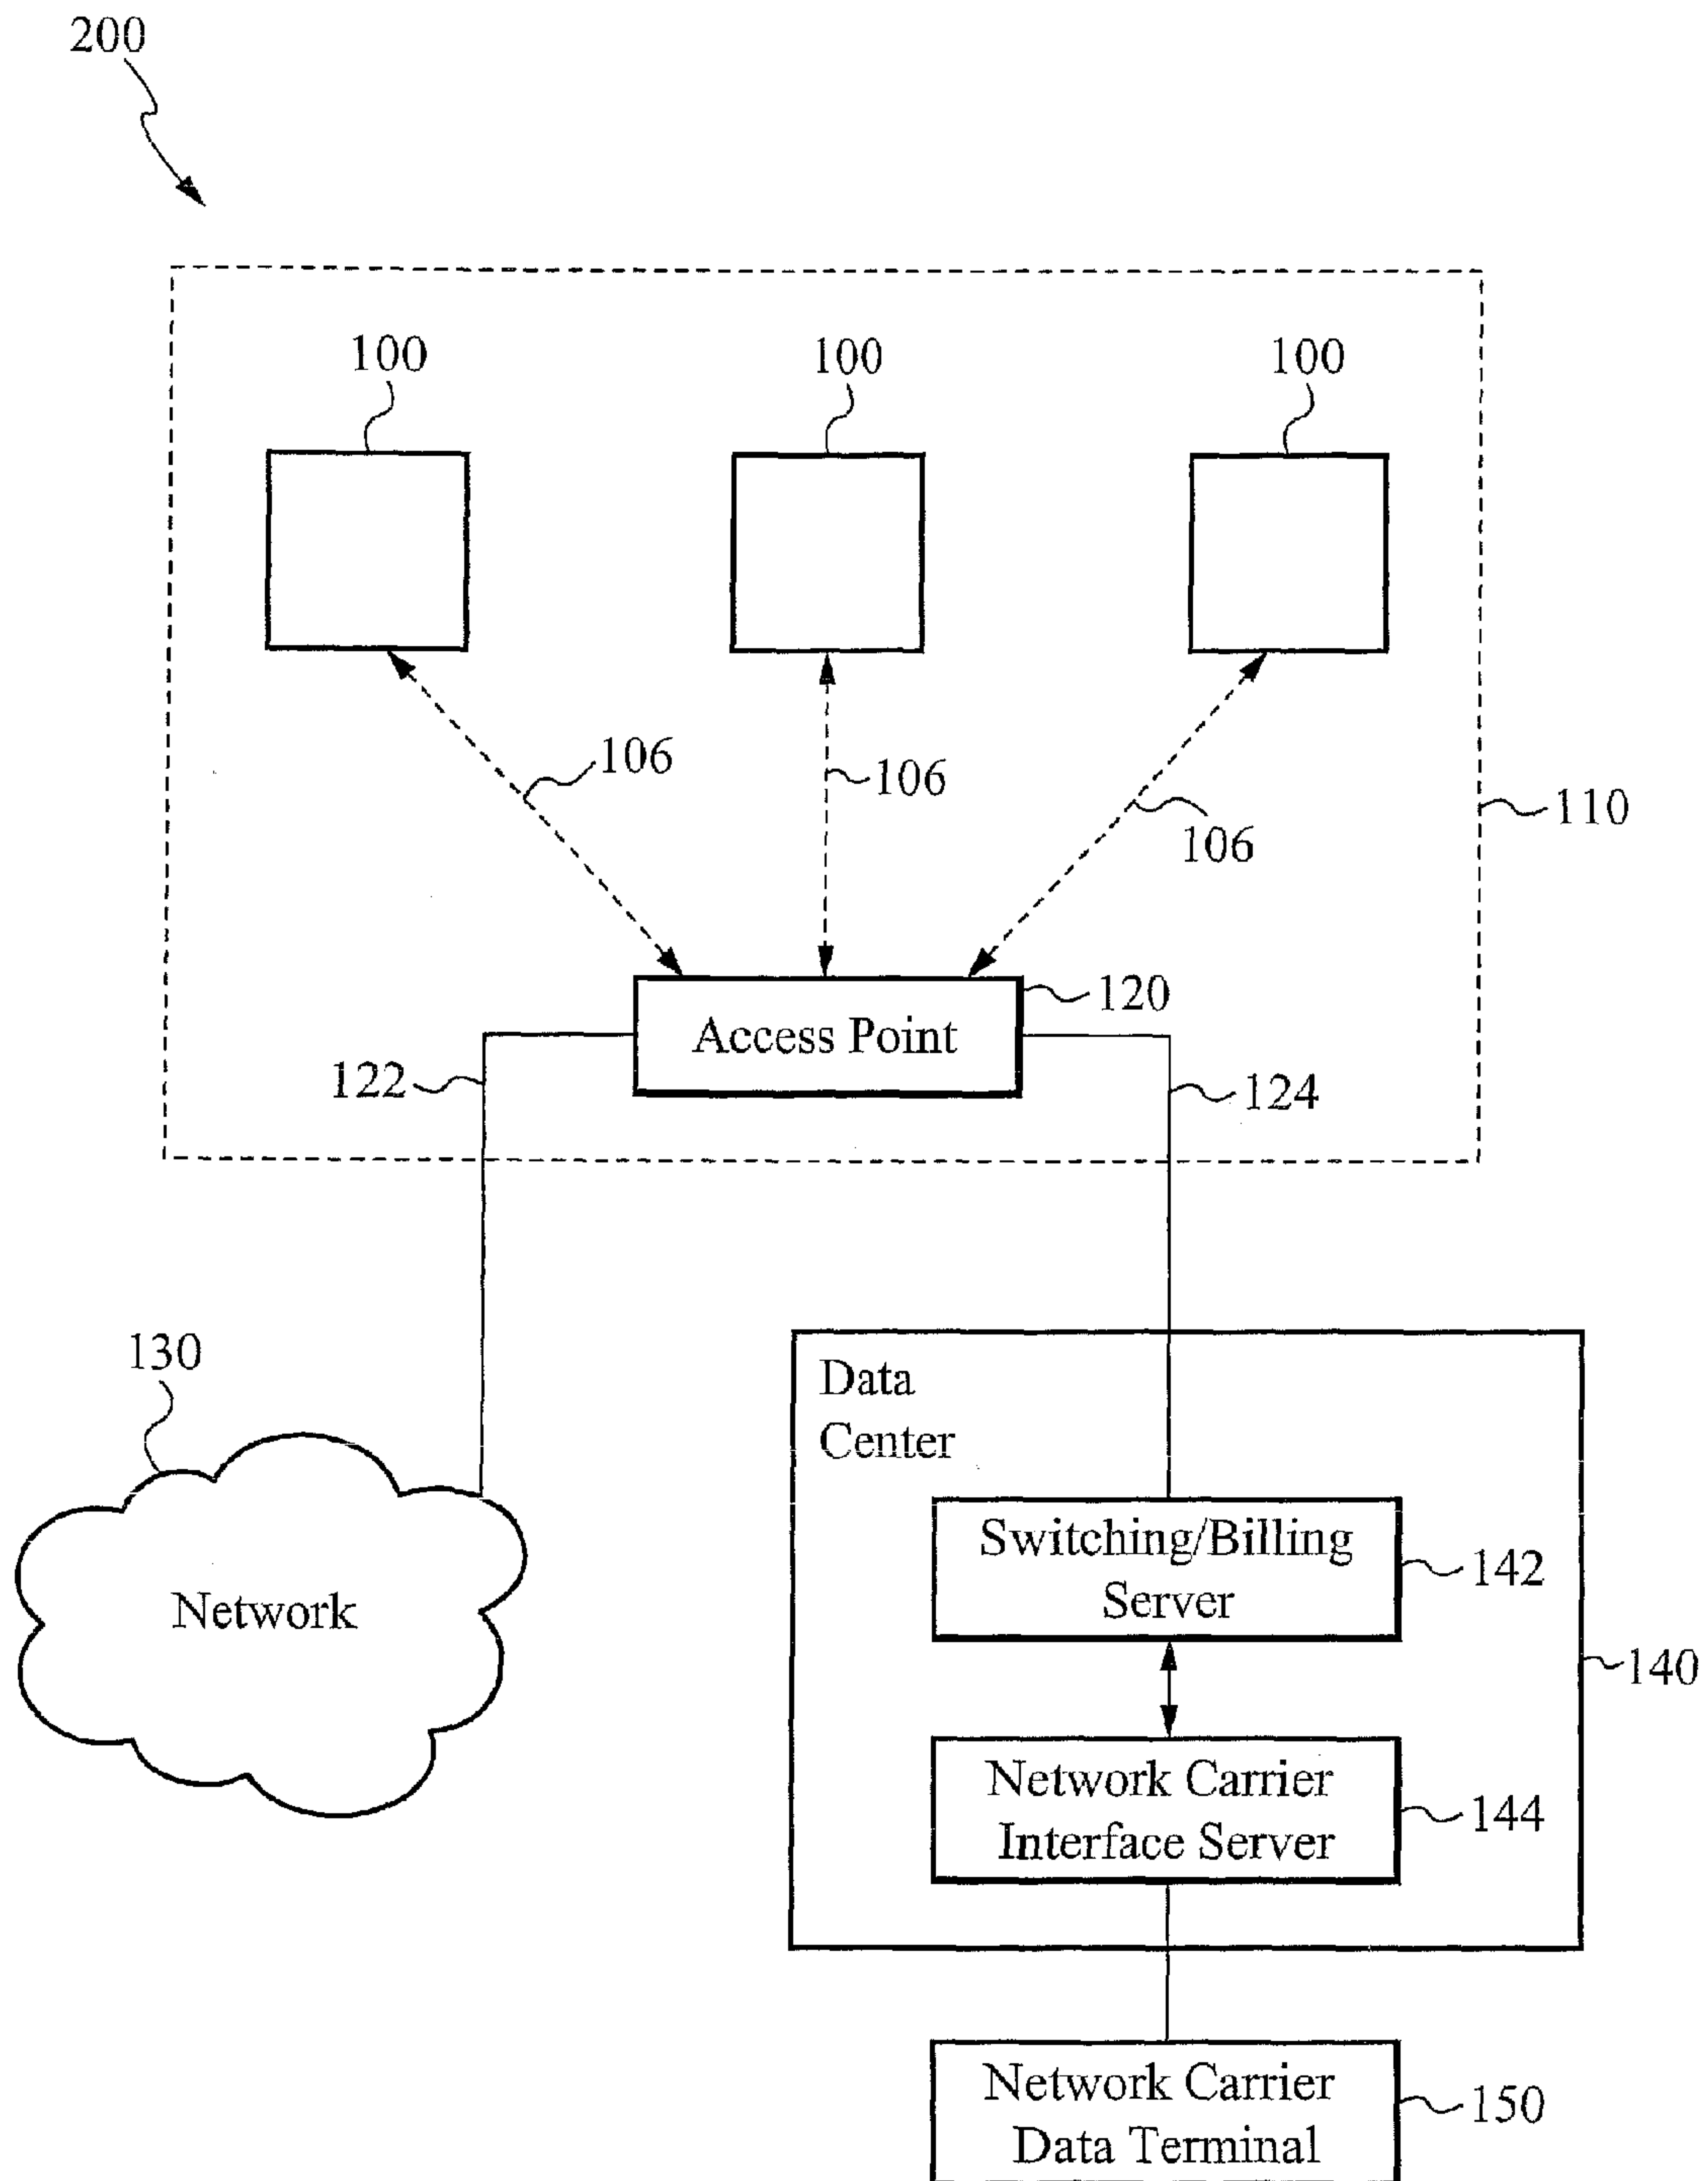 200
100
100
100
106
106
106
110
120
Access Point
122
124
130
Data
Center
Network
Switching/Billing
Server
142
140
Network Carrier
Interface Server
144
Network Carrier
Data Terminal
150